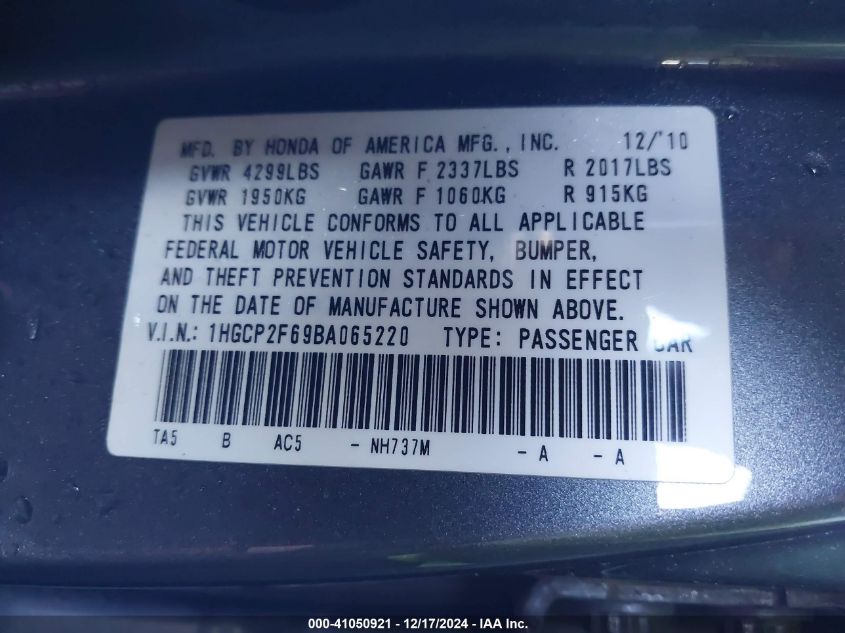 MFD. BY HONDA OF AMERICA MFG., INC. 12/'10
GVWR 4299LBS GAWR F 2337LBS R 2017LBS
GVWR 1950KG GAWR F 1060KG R 915KG
THIS VEHICLE CONFORMS TO ALL APPLICABLE
FEDERAL MOTOR VEHICLE SAFETY, BUMPER,
AND THEFT PREVENTION STANDARDS IN EFFECT
ON THE DATE OF MANUFACTURE SHOWN ABOVE.
V.I.N.: 1HGCP2F69BA065220 TYPE: PASSENGER CAR
TA5 B AC5 - NH737M - A - A
000-41050921 - 12/17/2024 - IAA Inc.